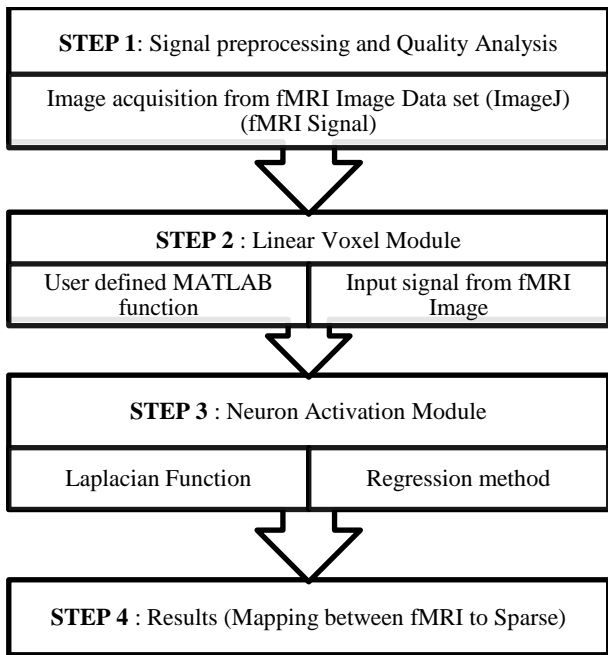 STEP 1: Signal preprocessing and Quality Analysis
Image acquisition from fMRI Image Data set (ImageJ)
(fMRI Signal)
STEP 2 : Linear Voxel Module
User defined MATLAB
function
Input signal from fMRI
Image
STEP 3 : Neuron Activation Module
Laplacian Function
Regression method
STEP 4 : Results (Mapping between fMRI to Sparse)